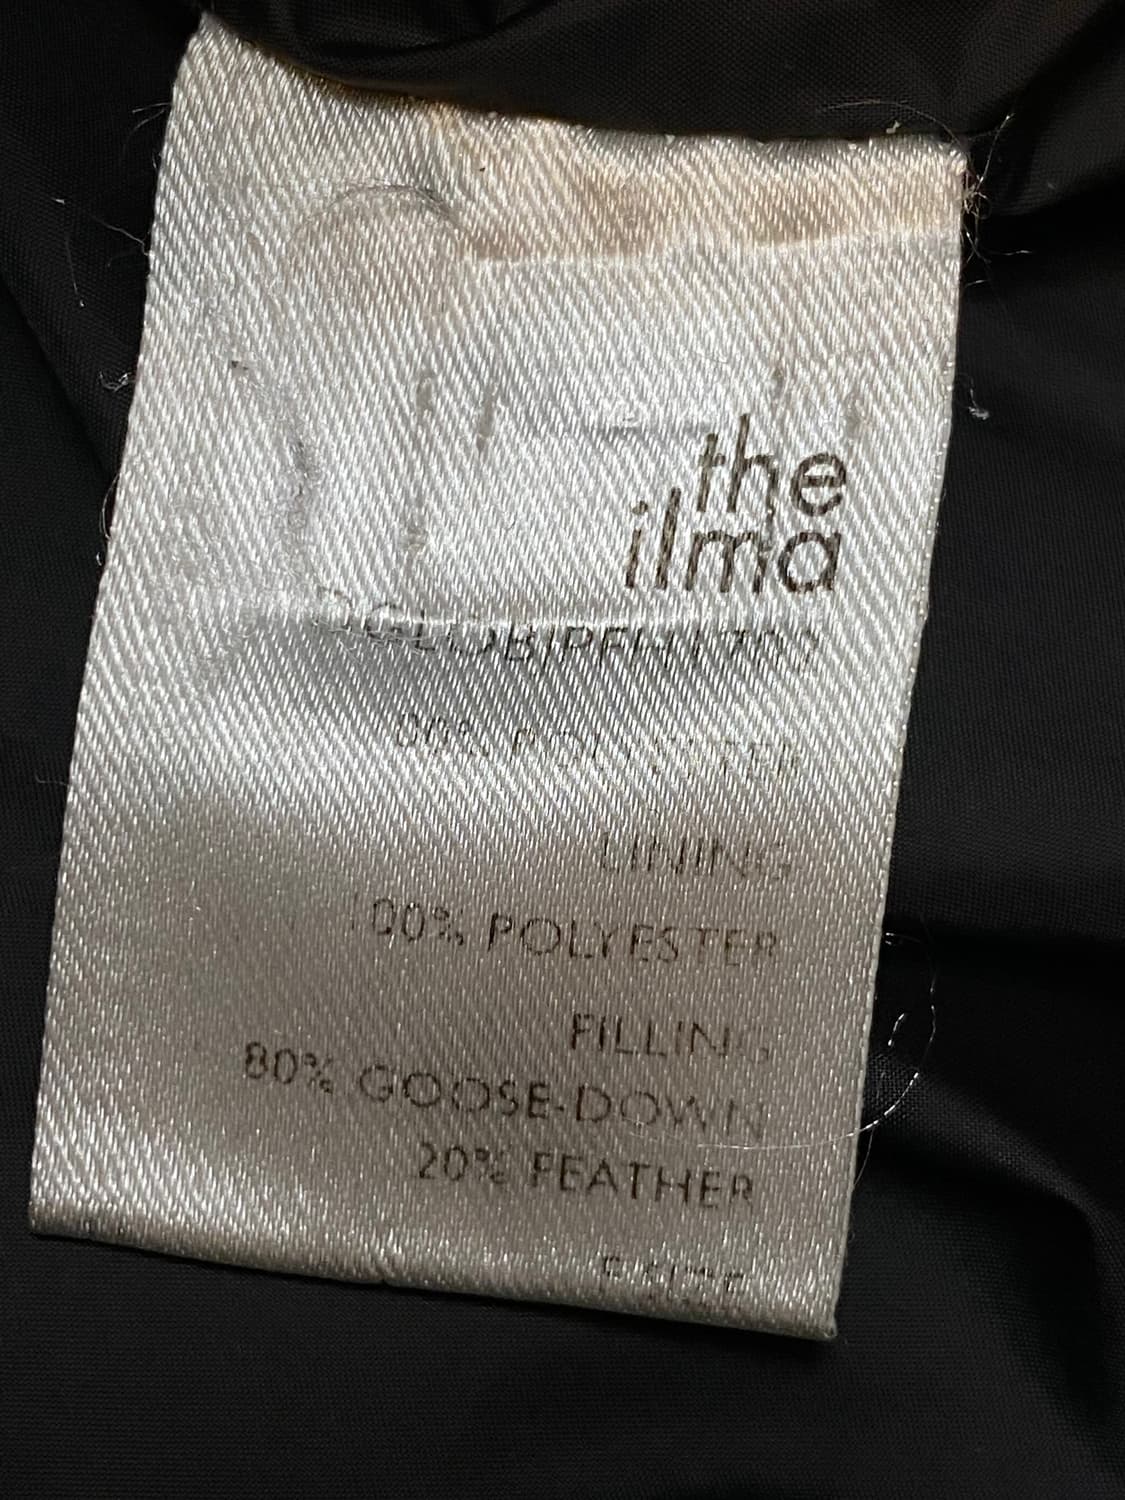 the
ilma
LINING
100% POLYESTER
FILLING
80% GOOSE-DOWN
20% FEATHER